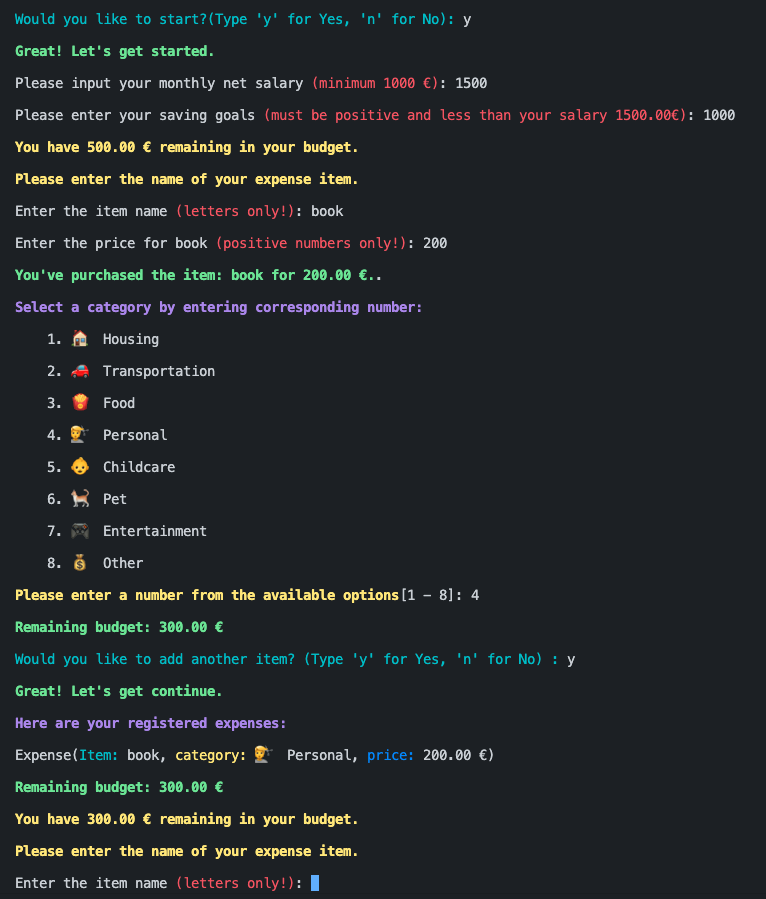 Would you like to start?(Type 'y' for Yes, 'n' for No): y
Great! Let's get started.
Please input your monthly net salary (minimum 1000 €): 1500
Please enter your saving goals (must be positive and less than your salary 1500.00€): 1000
You have 500.00 € remaining in your budget.
Please enter the name of your expense item.
Enter the item name (letters only!): book
Enter the price for book (positive numbers only!): 200
You've purchased the item: book for 200.00 €..
Select a category by entering corresponding number:
1. 🏠 Housing
2. 🚗 Transportation
3. 🍟 Food
4. 💇 Personal
5. 👶 Childcare
6. 🐈 Pet
7. 🎮 Entertainment
8. 💰 Other
Please enter a number from the available options[1 - 8]: 4
Remaining budget: 300.00 €
Would you like to add another item? (Type 'y' for Yes, 'n' for No) : y
Great! Let's get continue.
Here are your registered expenses:
Expense(Item: book, category: 💇 Personal, price: 200.00 €)
Remaining budget: 300.00 €
You have 300.00 € remaining in your budget.
Please enter the name of your expense item.
Enter the item name (letters only!):